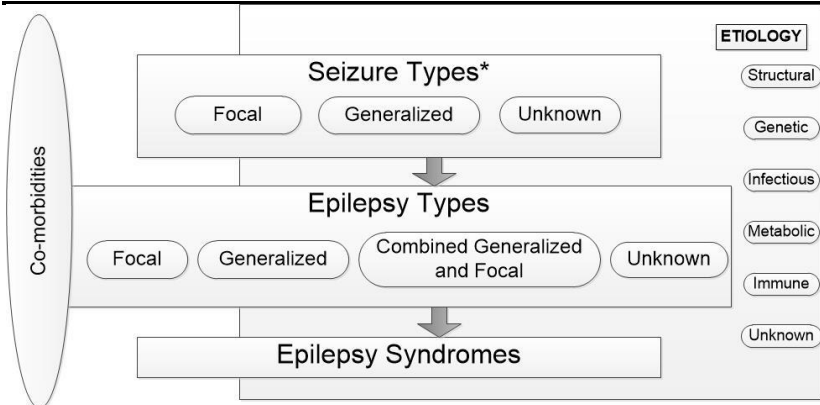 ETIOLOGY
Seizure Types*
Structural
Focal
Generalized
Unknown
Genetic
Infectious
Epilepsy Types
Metabolic
Focal
Generalized
Combined Generalized
and Focal
Unknown
Immune
Unknown
Epilepsy Syndromes
Co-morbidities